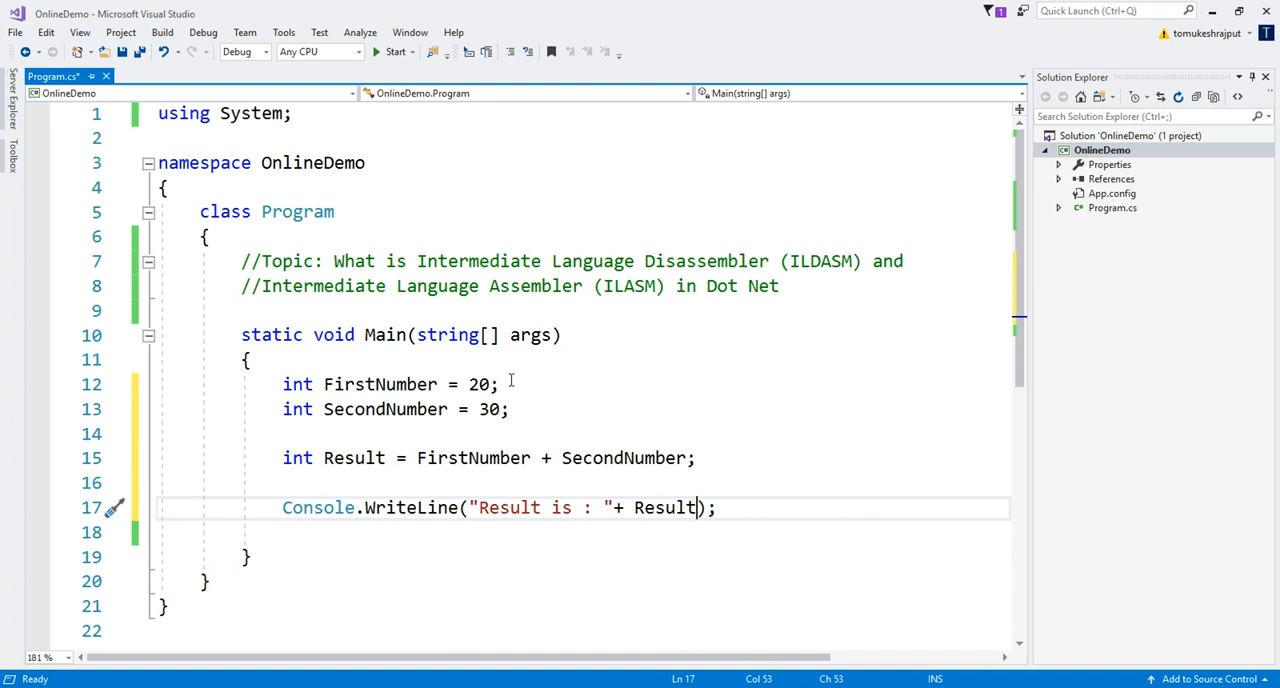 OnlineDemo - Microsoft Visual Studio
1
Quick Launch (Ctrl+Q)
File Edit View Project Build Debug Team Tools Test Analyze Window Help
tomukeshrajput
T
Debug Any CPU Start
Program.cs*
Server Explorer
Toolbox
OnlineDemo OnlineDemo.Program Main(string[] args)
1 using System;
2
3 namespace OnlineDemo
4 {
5 class Program
6 {
7 //Topic: What is Intermediate Language Disassembler (ILDASM) and
8 //Intermediate Language Assembler (ILASM) in Dot Net
9
10 static void Main(string[] args)
11 {
12 int FirstNumber = 20;
13 int SecondNumber = 30;
14
15 int Result = FirstNumber + SecondNumber;
16
17 Console.WriteLine("Result is : "+ Result);
18
19 }
20 }
21 }
22
181 %
Solution Explorer
Search Solution Explorer (Ctrl+;)
Solution 'OnlineDemo' (1 project)
C# OnlineDemo
Properties
References
App.config
C# Program.cs
Ready Ln 17 Col 53 Ch 53 INS Add to Source Control